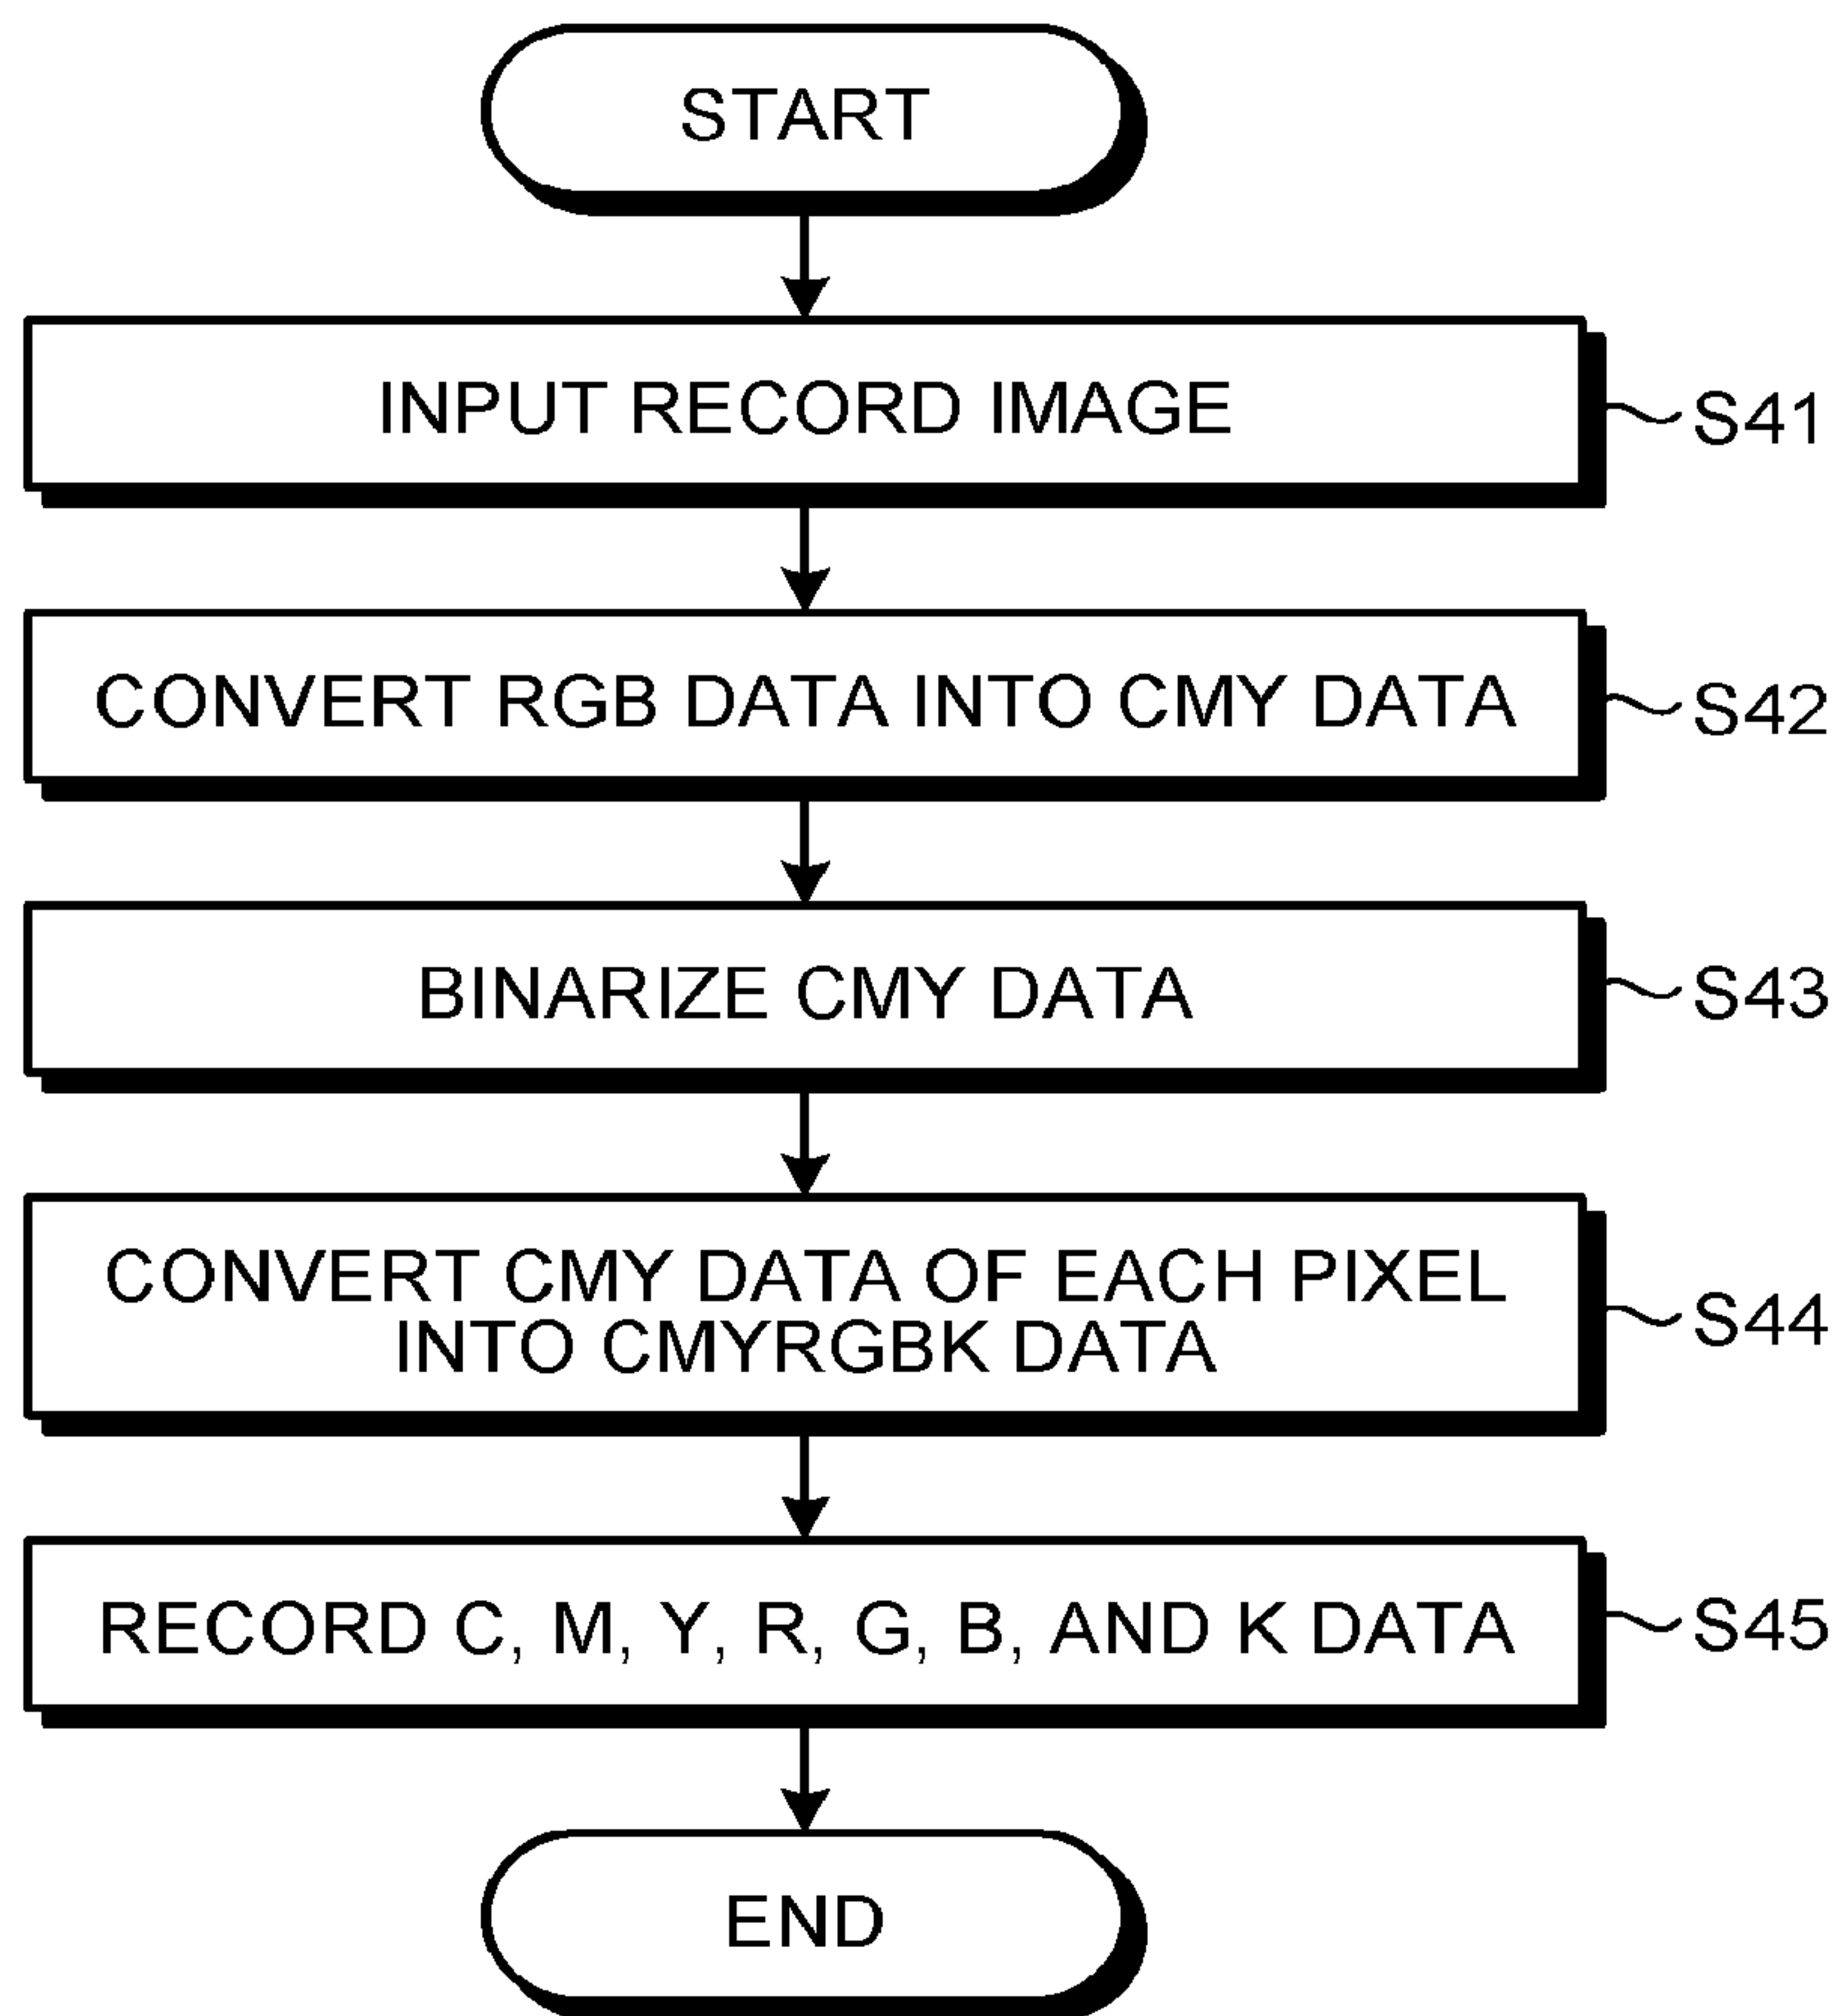 START
INPUT RECORD IMAGE
S41
CONVERT RGB DATA INTO CMY DATA
S42
BINARIZE CMY DATA
S43
CONVERT CMY DATA OF EACH PIXEL
INTO CMYRGBK DATA
S44
RECORD C, M, Y, R, G, B, AND K DATA
S45
END